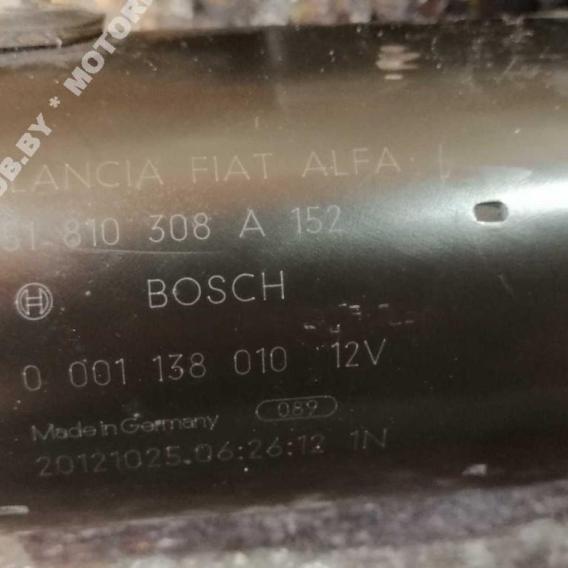 LANCIA FIAT ALFA
51 810 308 A 152
BOSCH
0 001 138 010 12V
Made in Germany 089
20121025.06:26:12 1N